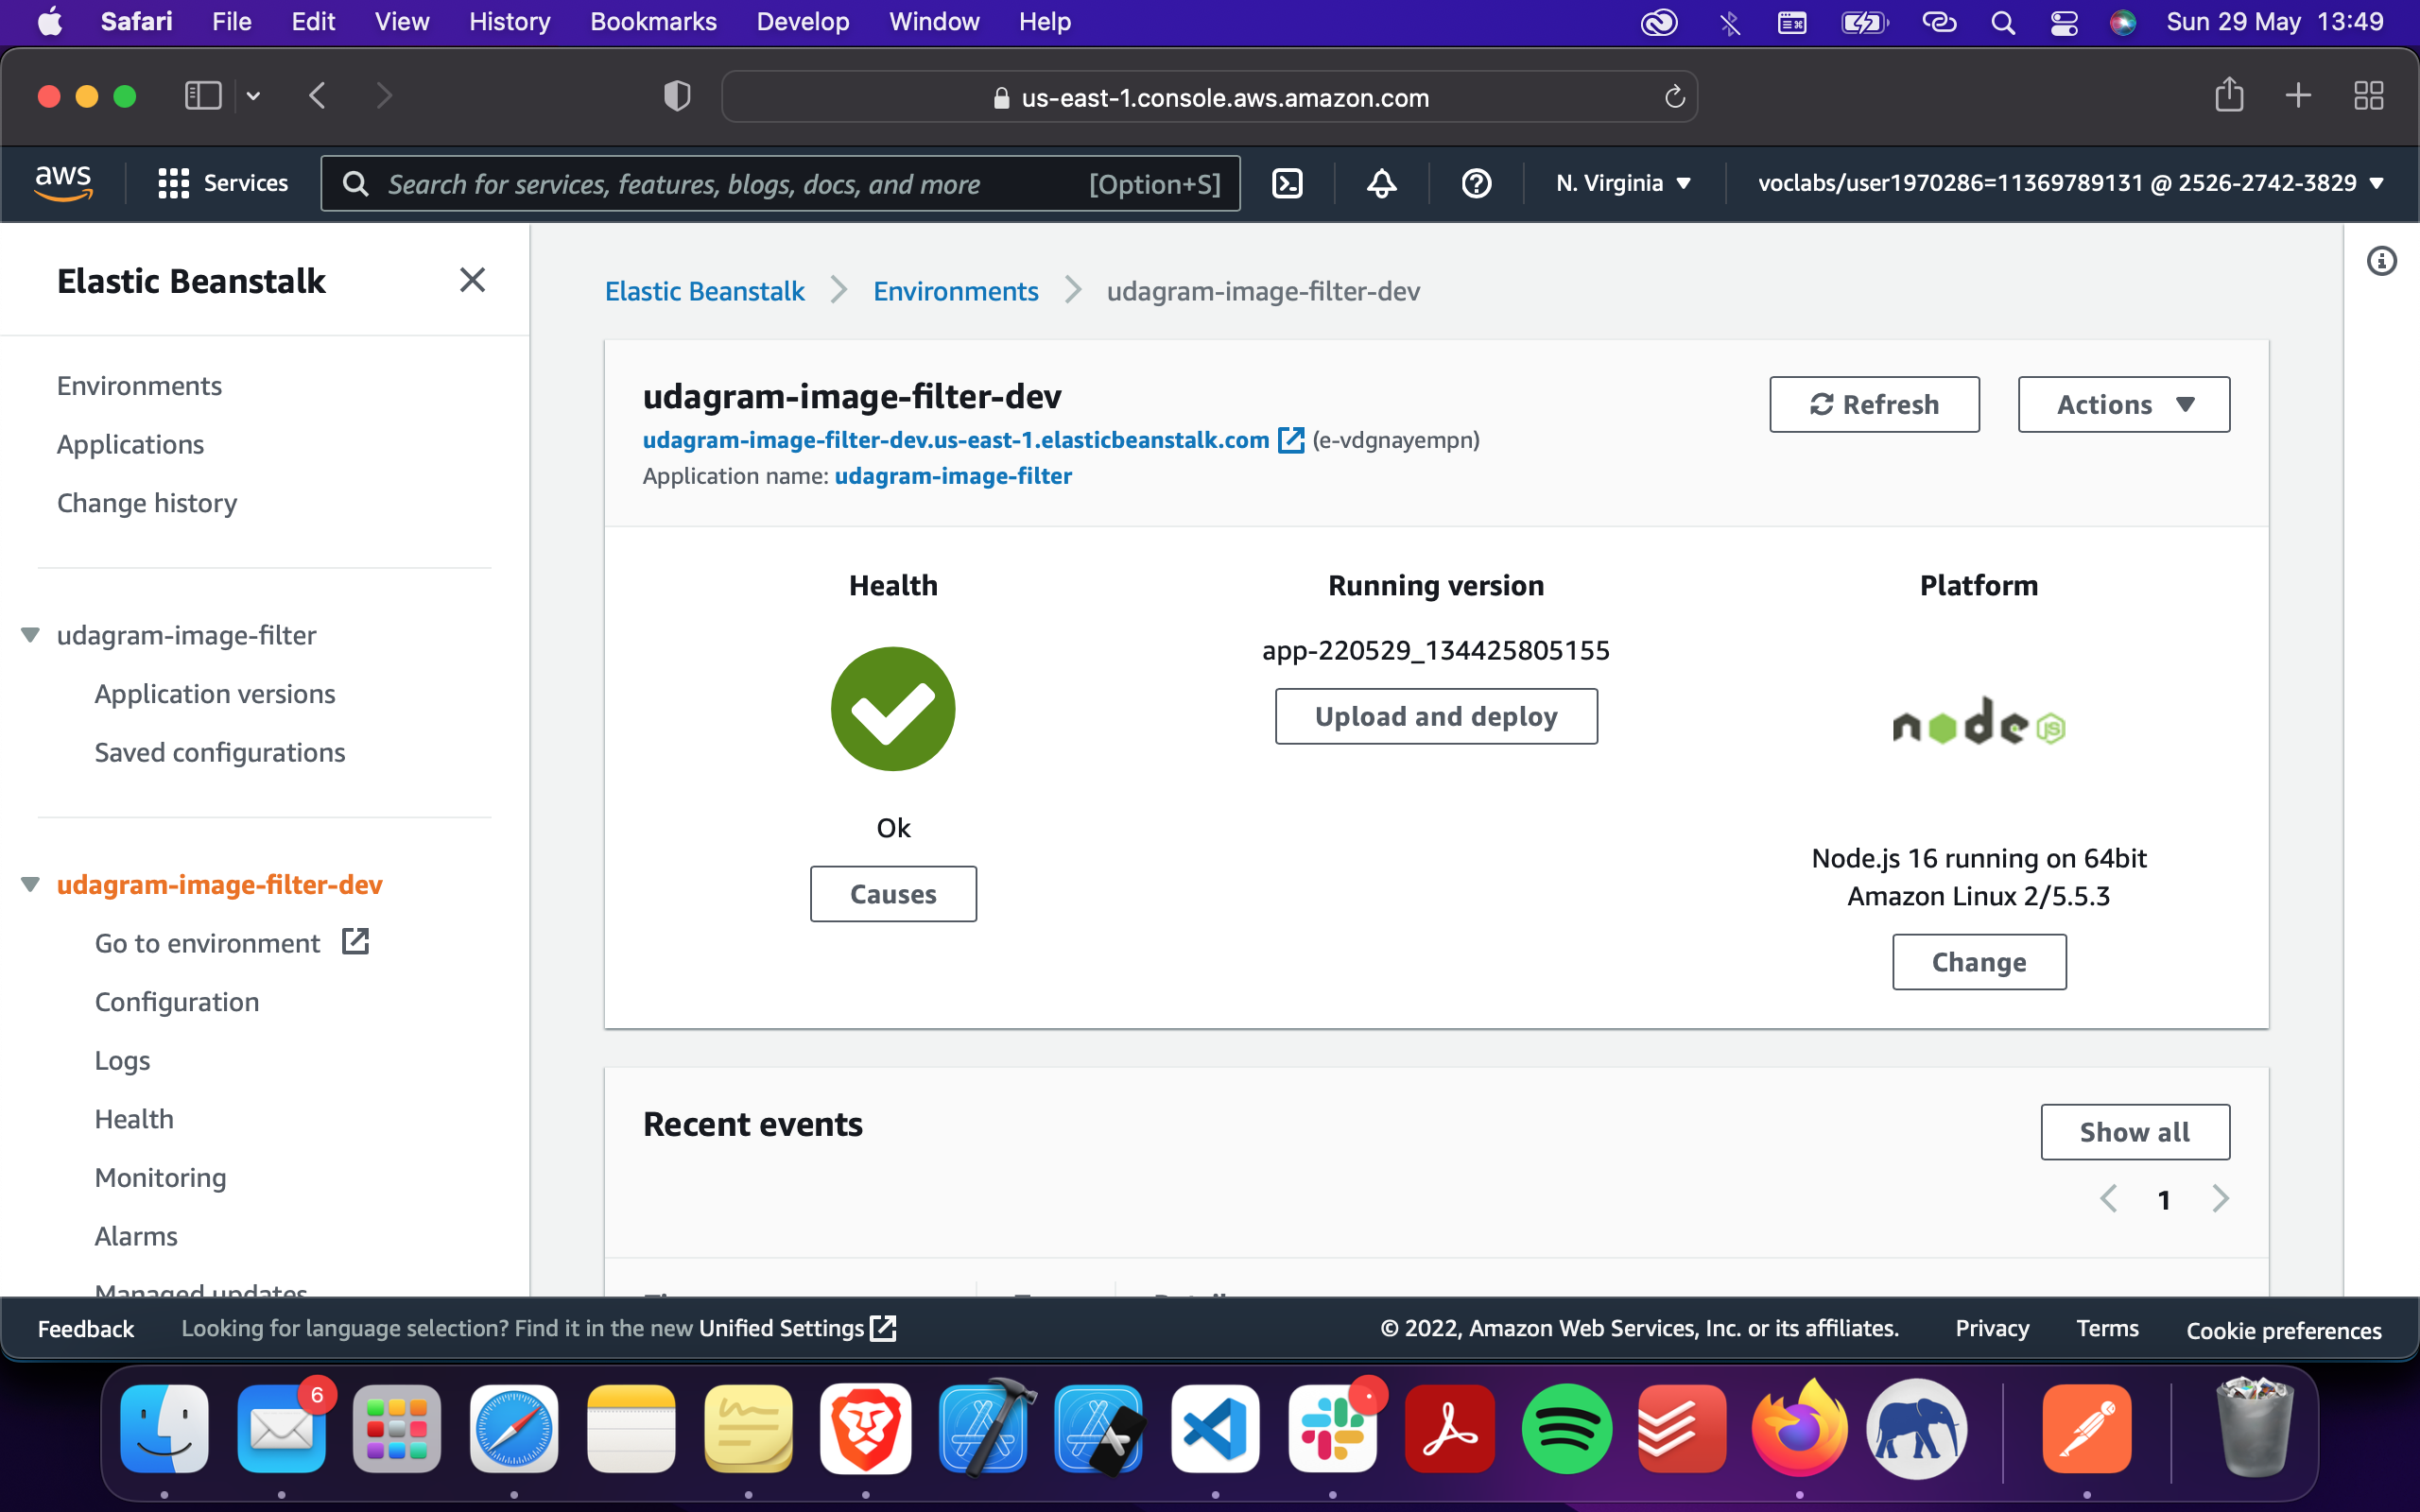 Safari File Edit View History Bookmarks Develop Window Help Sun 29 May 13:49
us-east-1.console.aws.amazon.com
aws Services Search for services, features, blogs, docs, and more [Option+S] N. Virginia voclabs/user1970286=11369789131 @ 2526-2742-3829
Elastic Beanstalk
Environments
Applications
Change history
udagram-image-filter
Application versions
Saved configurations
udagram-image-filter-dev
Go to environment
Configuration
Logs
Health
Monitoring
Alarms
Managed updates
Elastic Beanstalk Environments udagram-image-filter-dev
udagram-image-filter-dev
udagram-image-filter-dev.us-east-1.elasticbeanstalk.com (e-vdgnayempn)
Application name: udagram-image-filter
Refresh Actions
Health
Ok
Causes
Running version
app-220529_134425805155
Upload and deploy
Platform
node JS
Node.js 16 running on 64bit
Amazon Linux 2/5.5.3
Change
Recent events
Show all
1
Feedback Looking for language selection? Find it in the new Unified Settings © 2022, Amazon Web Services, Inc. or its affiliates. Privacy Terms Cookie preferences
6